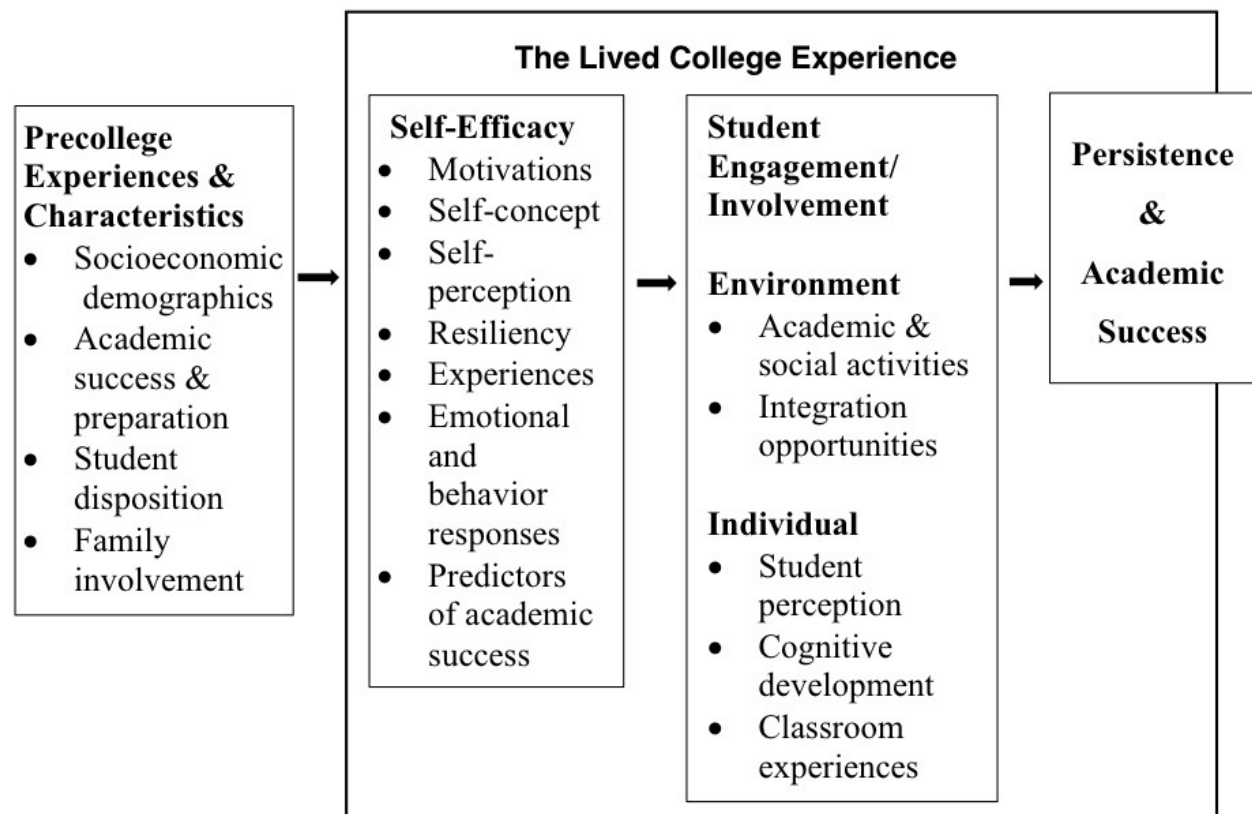 The Lived College Experience
Precollege
Experiences &
Characteristics
• Socioeconomic
demographics
• Academic
success &
preparation
• Student
disposition
• Family
involvement
Self-Efficacy
• Motivations
• Self-concept
• Self-
perception
• Resiliency
• Experiences
• Emotional
and
behavior
responses
• Predictors
of academic
success
Student
Engagement/
Involvement
Environment
• Academic &
social activities
• Integration
opportunities
Individual
• Student
perception
• Cognitive
development
• Classroom
experiences
Persistence
&
Academic
Success